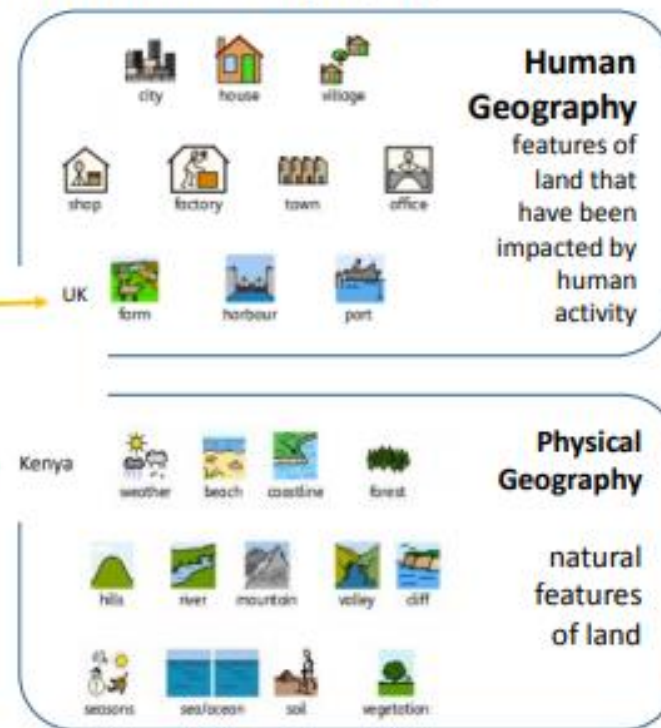 Human
Geography
features of
land that
have been
impacted by
human
activity
city house village
shop factory town office
UK
farm harbour port
Kenya
Physical
Geography
natural
features
of land
weather beach coastline forest
hills river mountain valley cliff
seasons sea/ocean soil vegetation